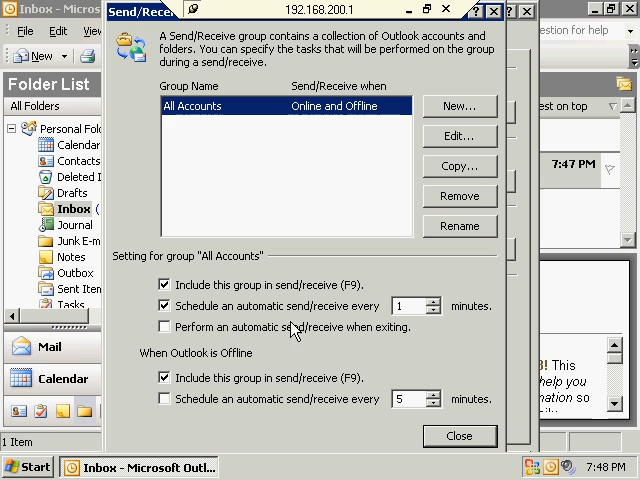 Inbox - Micros
Send/Rece
192.168.200.1
File Edit
estion for help
New
A Send/Receive group contains a collection of Outlook accounts and
folders. You can specify the tasks that will be performed on the group
during a send/receive.
Folder List
All Folders
Group Name Send/Receive when
All Accounts Online and Offline
New...
Edit...
Copy...
Remove
Rename
est on top
7:47 PM
Personal Fol
Calendar
Contacts
Deleted I
Drafts
Inbox (
Journal
Junk E-m
Notes
Outbox
Sent Item
Tasks
Mail
Calendar
Setting for group "All Accounts"
Include this group in send/receive (F9).
Schedule an automatic send/receive every 1 minutes.
Perform an automatic send/receive when exiting.
When Outlook is Offline
Include this group in send/receive (F9).
Schedule an automatic send/receive every 5 minutes.
Close
! This
help you
mation so
1 Item
Start
Inbox - Microsoft Outl...
7:48 PM